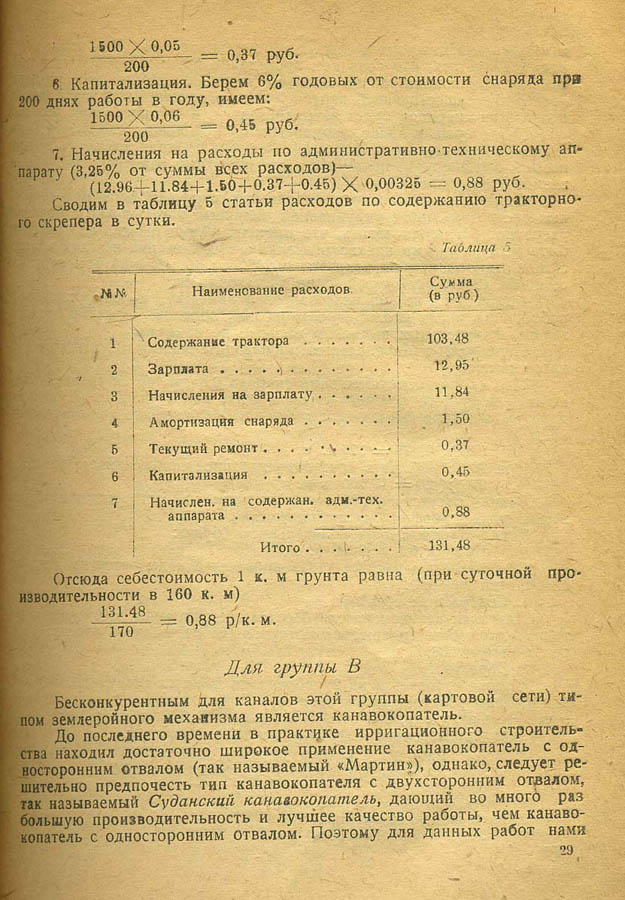 1500 × 0,05
200
= 0,37 руб.
6 Капитализация. Берем 6% годовых от стоимости снаряда при
200 днях работы в году, имеем:
1500 × 0,06
200
= 0,45 руб.
7. Начисления на расходы по административно-техническому ап-
парату (3,25% от суммы всех расходов)—
(12.96+11.84+1.50+0.37+0.45) × 0,00325 = 0,88 руб.
Сводим в таблицу 5 статьи расходов по содержанию тракторно-
го скрепера в сутки.
Таблица 5
№№ Наименование расходов Сумма
(в руб)
1 Содержание трактора . . . . . . . 103,48
2 Зарплата . . . . . . . . . . . . . 12,95
3 Начисления на зарплату . . . . . . 11,84
4 Амортизация снаряда . . . . . . . 1,50
5 Текущий ремонт . . . . . . . . . . 0,37
6 Капитализация . . . . . . . . . . 0,45
7 Начислен. на содержан. адм.-тех.
аппарата . . . . . . . . . . . . 0,88
Итого . . . . . . . 131,48
Отсюда себестоимость 1 к. м грунта равна (при суточной про-
изводительности в 160 к. м)
131.48
170
= 0,88 р/к. м.
Для группы В
Бесконкурентным для каналов этой группы (картовой сети) ти-
пом землеройного механизма является канавокопатель.
До последнего времени в практике ирригационного строитель-
ства находил достаточно широкое применение канавокопатель с од-
носторонним отвалом (так называемый «Мартин»), однако, следует ре-
шительно предпочесть тип канавокопателя с двухсторонним отвалом,
так называемый Суданский канавокопатель, дающий во много раз
большую производительность и лучшее качество работы, чем канаво-
копатель с односторонним отвалом. Поэтому для данных работ нами
29